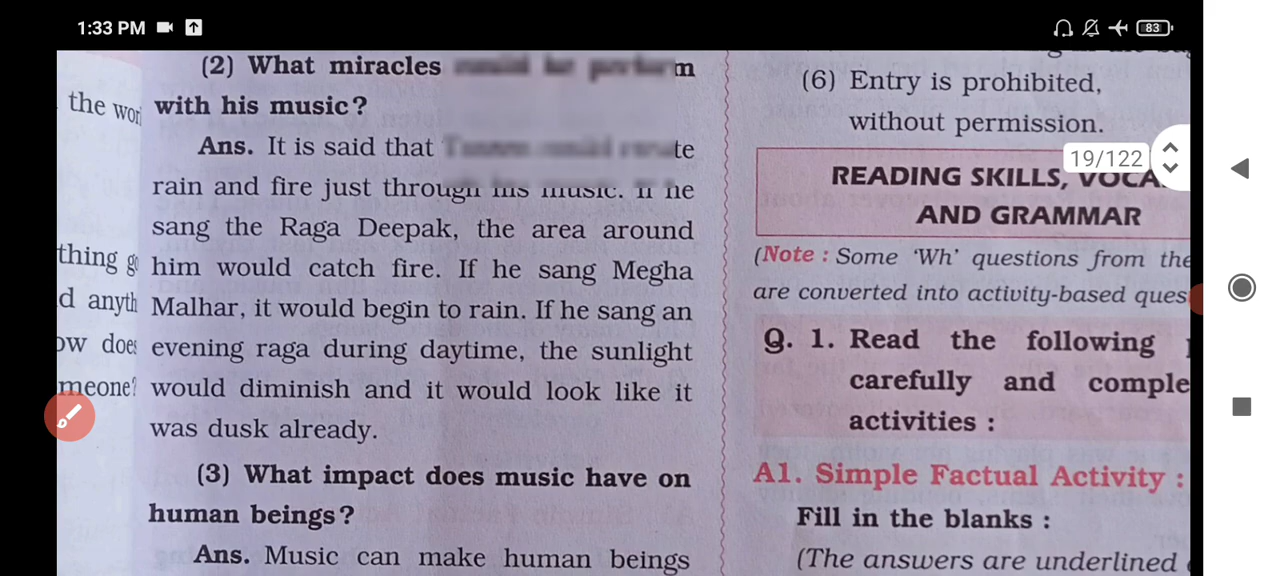 1:33 PM
83
the wor
thing g
d anyth
ow does
meone?
(2) What miracles m
with his music?
Ans. It is said that te
rain and fire just through his music. If he
sang the Raga Deepak, the area around
him would catch fire. If he sang Megha
Malhar, it would begin to rain. If he sang an
evening raga during daytime, the sunlight
would diminish and it would look like it
was dusk already.
(3) What impact does music have on
human beings?
Ans. Music can make human beings
(6) Entry is prohibited,
without permission.
19/122
READING SKILLS, VOCA
AND GRAMMAR
(Note : Some ‘Wh’ questions from the
are converted into activity-based ques
Q. 1. Read the following
carefully and comple
activities :
A1. Simple Factual Activity :
Fill in the blanks :
(The answers are underlined